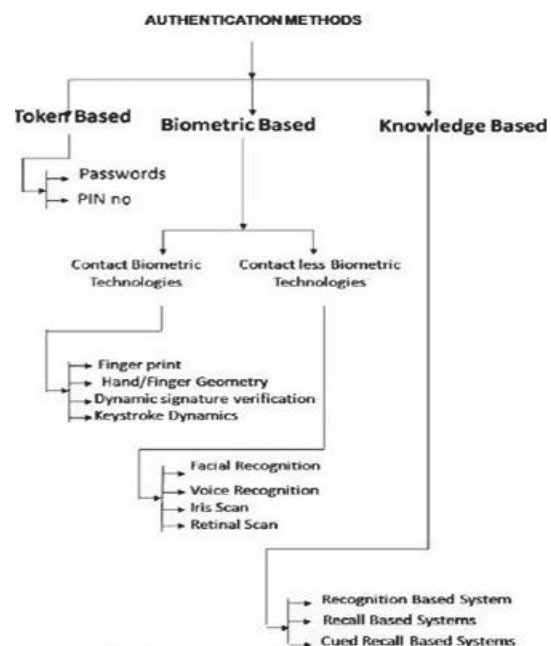 AUTHENTICATION METHODS
Token Based
Biometric Based
Knowledge Based
Passwords
PIN no
Contact Biometric
Technologies
Contact less Biometric
Technologies
Finger print
Hand/Finger Geometry
Dynamic signature verification
Keystroke Dynamics
Facial Recognition
Voice Recognition
Iris Scan
Retinal Scan
Recognition Based System
Recall Based Systems
Cued Recall Based Systems